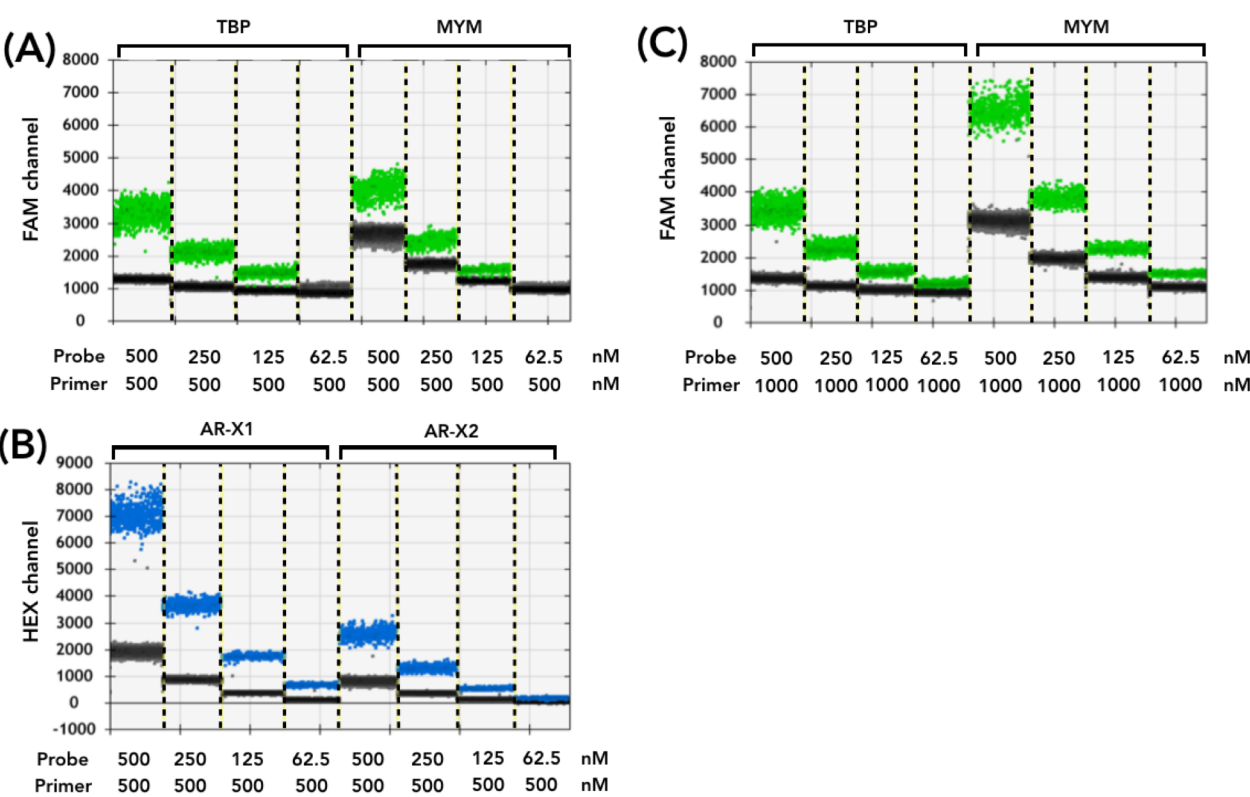 (A)
TBP MYM
FAM channel
8000
7000
6000
5000
4000
3000
2000
1000
0
Probe 500 250 125 62.5 500 250 125 62.5 nM
Primer 500 500 500 500 500 500 500 500 nM
(C)
TBP MYM
FAM channel
8000
7000
6000
5000
4000
3000
2000
1000
0
Probe 500 250 125 62.5 500 250 125 62.5 nM
Primer 1000 1000 1000 1000 1000 1000 1000 1000 nM
(B)
AR-X1 AR-X2
HEX channel
9000
8000
7000
6000
5000
4000
3000
2000
1000
0
-1000
Probe 500 250 125 62.5 500 250 125 62.5 nM
Primer 500 500 500 500 500 500 500 500 nM